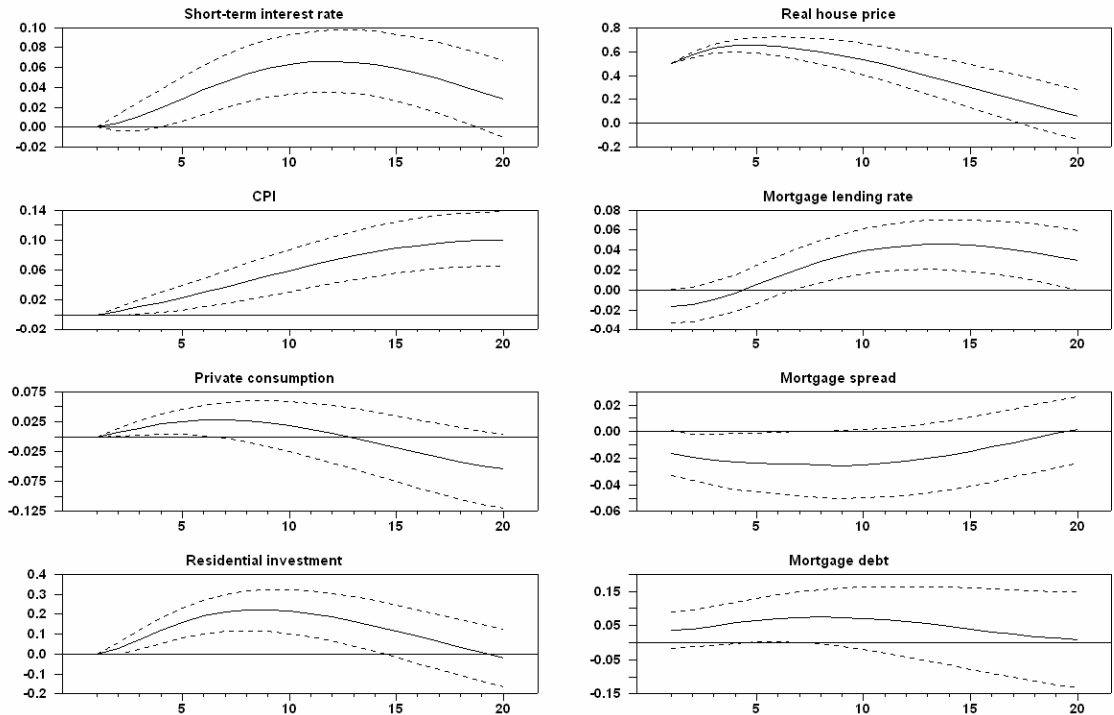 Short-term interest rate
0.10
0.08
0.06
0.04
0.02
0.00
-0.02
5 10 15 20
Real house price
0.8
0.6
0.4
0.2
0.0
-0.2
5 10 15 20
CPI
0.14
0.10
0.06
0.02
-0.02
5 10 15 20
Mortgage lending rate
0.08
0.06
0.04
0.02
0.00
-0.02
-0.04
5 10 15 20
Private consumption
0.075
0.025
-0.025
-0.075
-0.125
5 10 15 20
Mortgage spread
0.02
0.00
-0.02
-0.04
-0.06
5 10 15 20
Residential investment
0.4
0.3
0.2
0.1
0.0
-0.1
-0.2
5 10 15 20
Mortgage debt
0.15
0.05
-0.05
-0.15
5 10 15 20